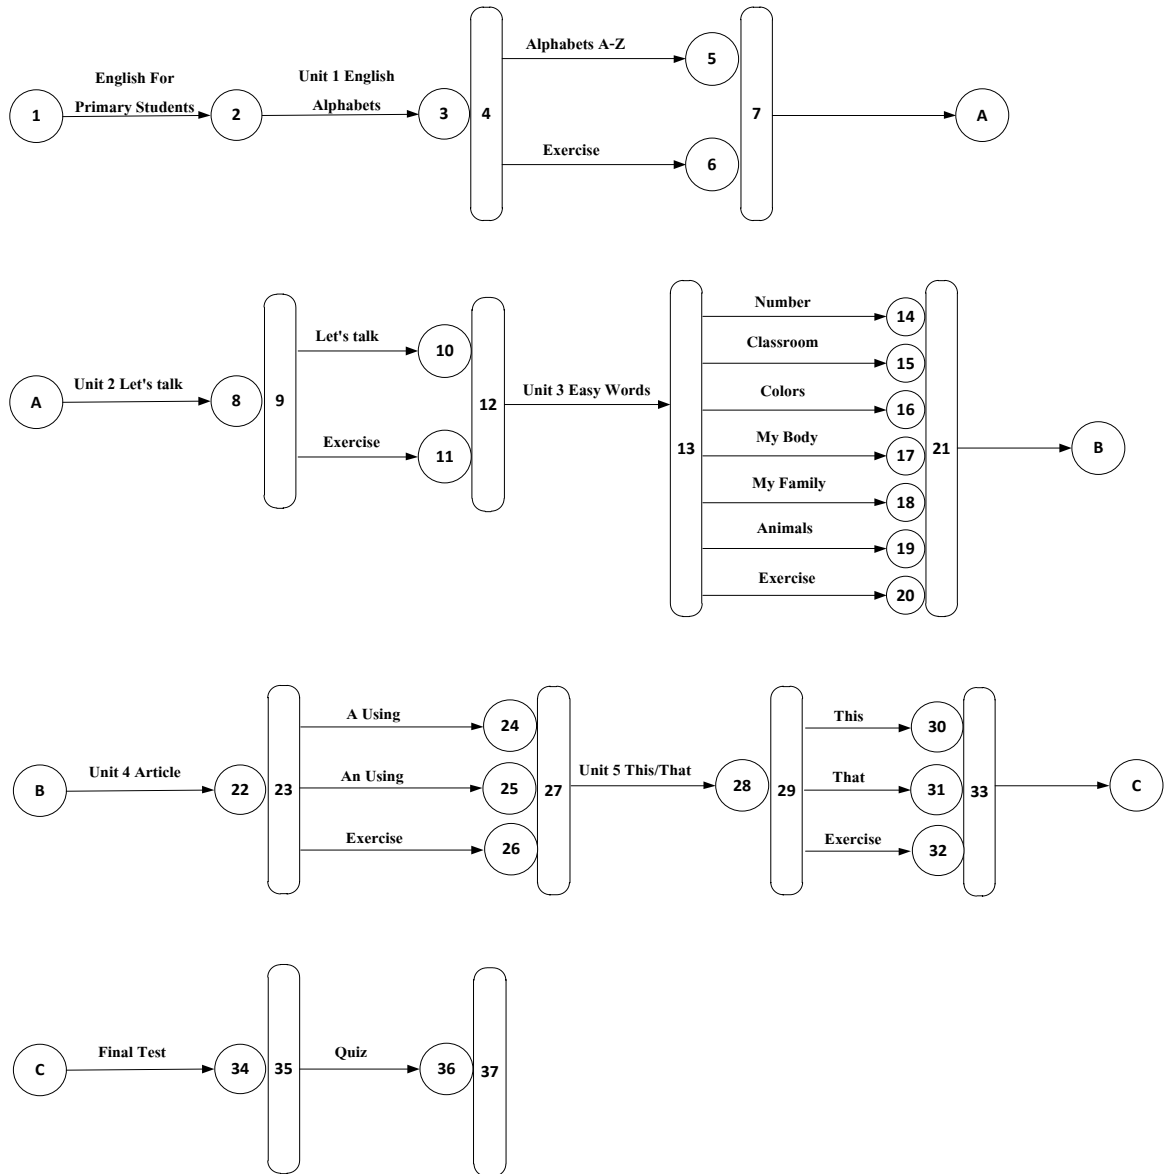 English For
Primary Students
Unit 1 English
Alphabets
Alphabets A-Z
Exercise
1
2
3
4
5
6
7
A
A
Unit 2 Let's talk
8
9
Let's talk
10
Exercise
11
12
Unit 3 Easy Words
13
Number
14
Classroom
15
Colors
16
My Body
17
My Family
18
Animals
19
Exercise
20
21
B
B
Unit 4 Article
22
23
A Using
24
An Using
25
Exercise
26
27
Unit 5 This/That
28
29
This
30
That
31
Exercise
32
33
C
C
Final Test
34
35
Quiz
36
37